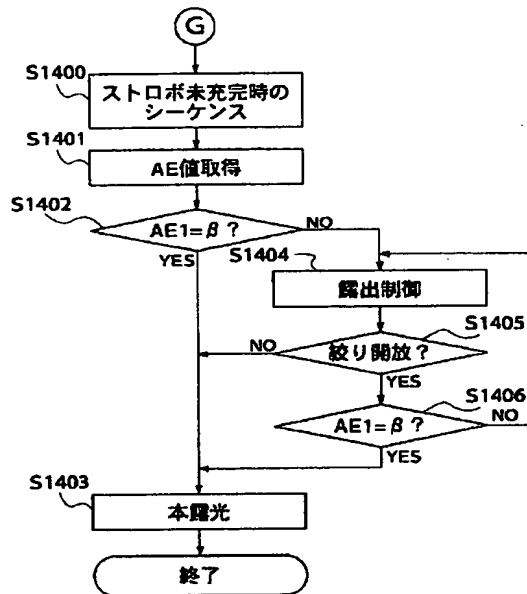 G
S1400
ストロボ未充完時の
シーケンス
S1401
AE値取得
S1402
AE1=β?
NO
YES
S1404
露出制御
S1405
絞り開放?
NO
YES
S1406
AE1=β?
NO
YES
S1403
本露光
終了